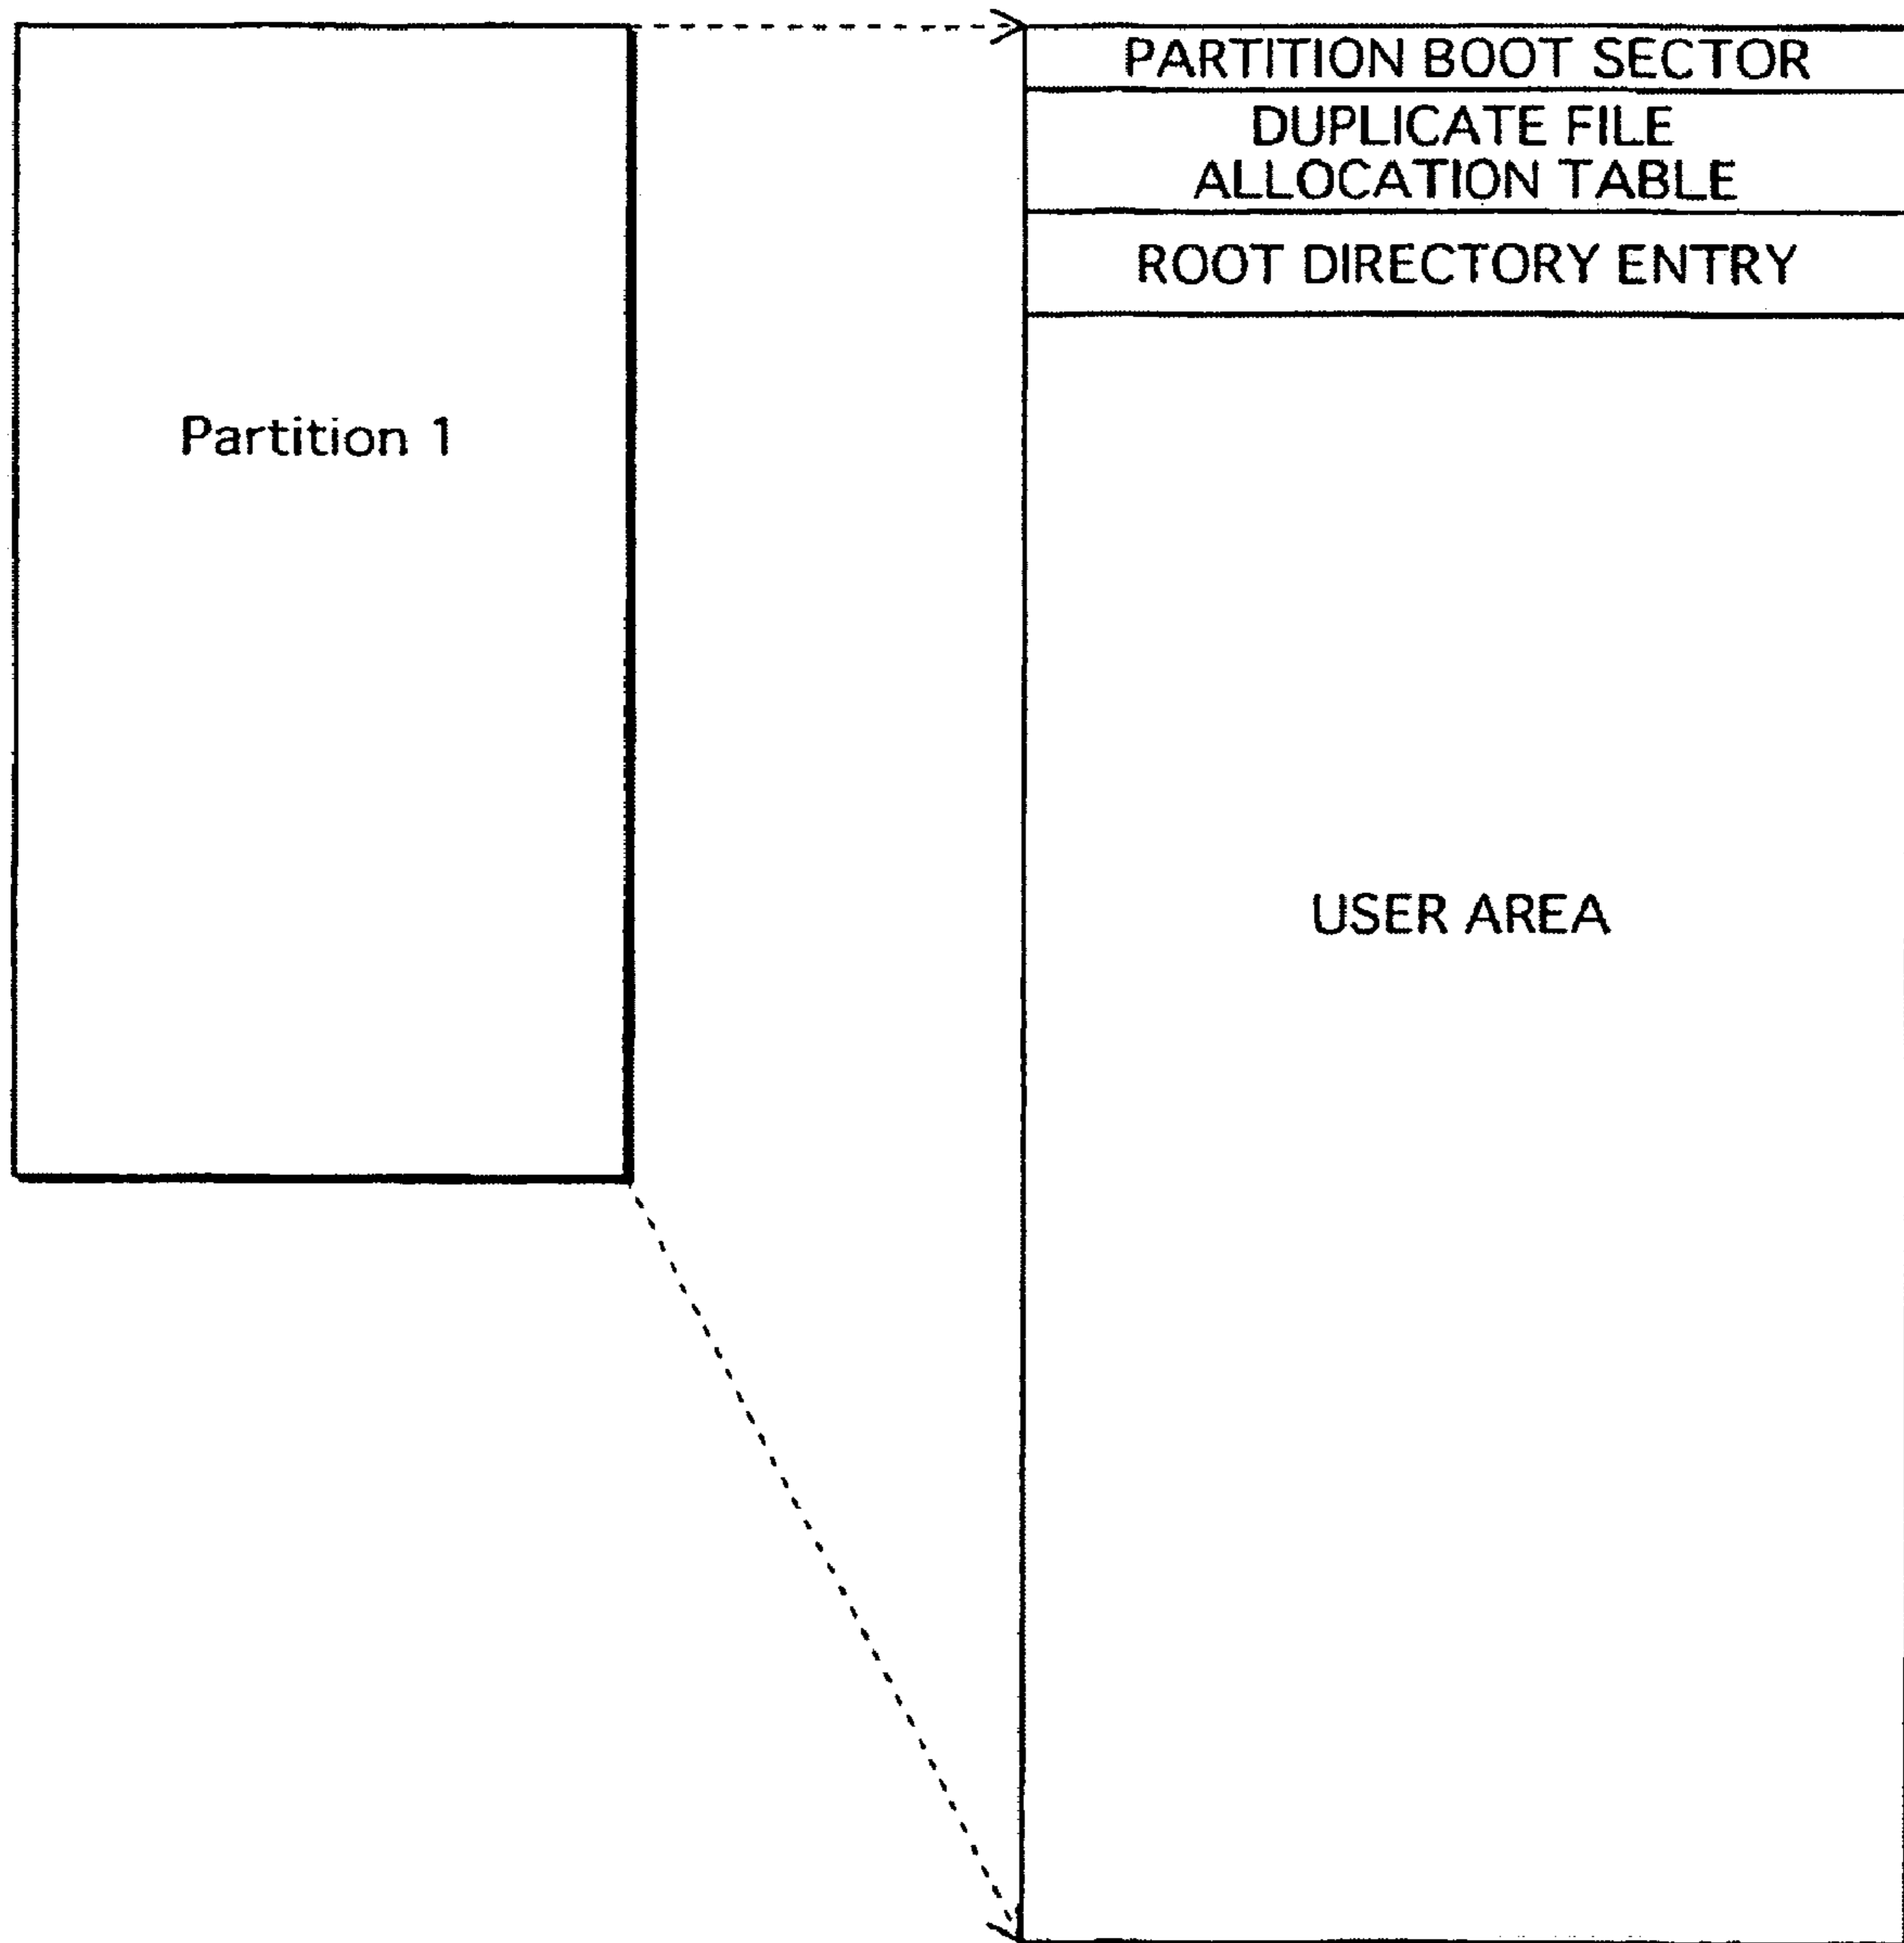 PARTITION BOOT SECTOR
DUPLICATE FILE
ALLOCATION TABLE
ROOT DIRECTORY ENTRY
Partition 1
USER AREA